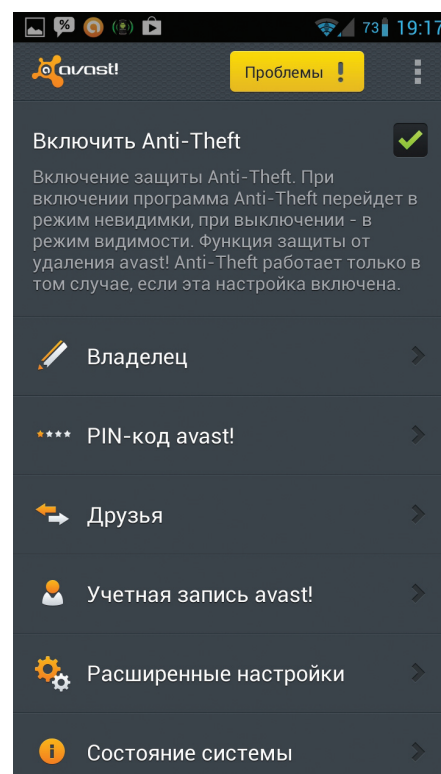 73 19:17
avast! Проблемы !
Включить Anti-Theft
Включение защиты Anti-Theft. При
включении программа Anti-Theft перейдет в
режим невидимки, при выключении - в
режим видимости. Функция защиты от
удаления avast! Anti-Theft работает только в
том случае, если эта настройка включена.
Владелец
**** PIN-код avast!
Друзья
Учетная запись avast!
Расширенные настройки
Состояние системы